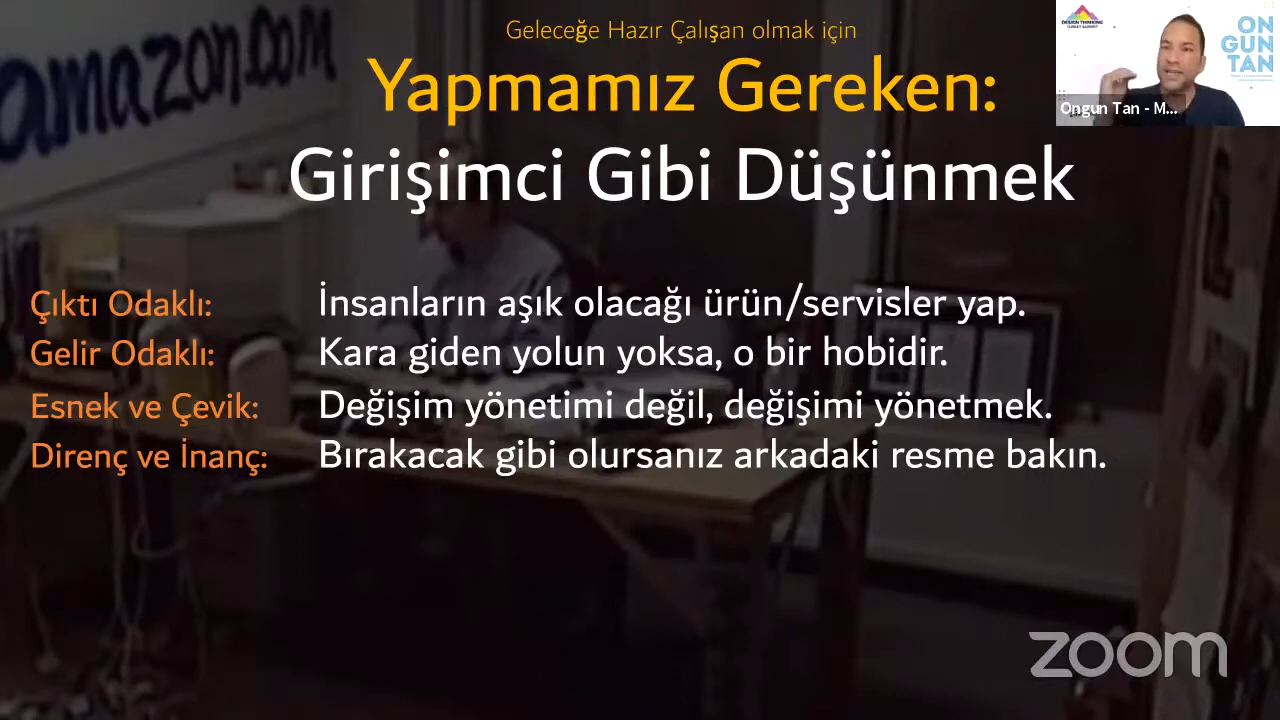 amazon.com
Geleceğe Hazır Çalışan olmak için
Yapmamız Gereken:
Girişimci Gibi Düşünmek
Çıktı Odaklı: İnsanların aşık olacağı ürün/servisler yap.
Gelir Odaklı: Kara giden yolun yoksa, o bir hobidir.
Esnek ve Çevik: Değişim yönetimi değil, değişimi yönetmek.
Direnç ve İnanç: Bırakacak gibi olursanız arkadaki resme bakın.
DESIGN THINKING
ON
GUN
TAN
Ongun Tan - M...
zoom